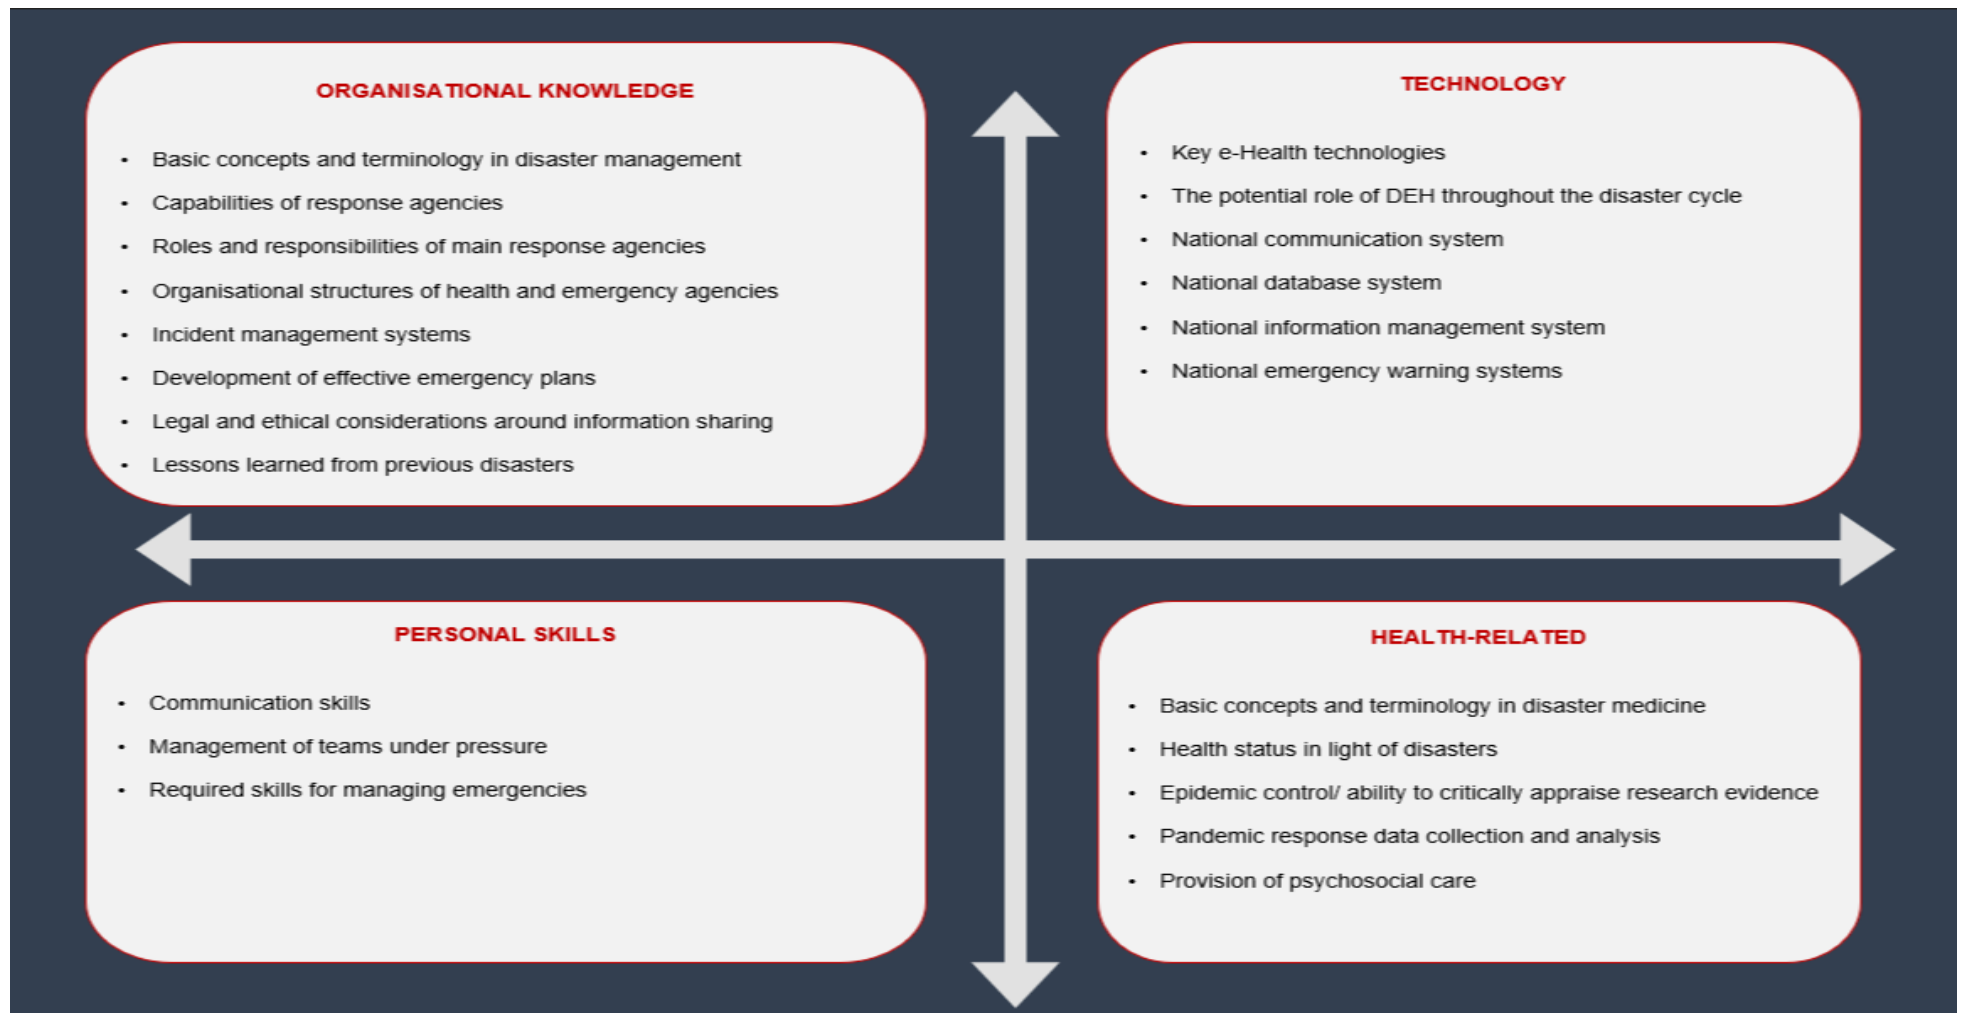 ORGANISATIONAL KNOWLEDGE
• Basic concepts and terminology in disaster management
• Capabilities of response agencies
• Roles and responsibilities of main response agencies
• Organisational structures of health and emergency agencies
• Incident management systems
• Development of effective emergency plans
• Legal and ethical considerations around information sharing
• Lessons learned from previous disasters
TECHNOLOGY
• Key e-Health technologies
• The potential role of DEH throughout the disaster cycle
• National communication system
• National database system
• National information management system
• National emergency warning systems
PERSONAL SKILLS
• Communication skills
• Management of teams under pressure
• Required skills for managing emergencies
HEALTH-RELATED
• Basic concepts and terminology in disaster medicine
• Health status in light of disasters
• Epidemic control/ ability to critically appraise research evidence
• Pandemic response data collection and analysis
• Provision of psychosocial care